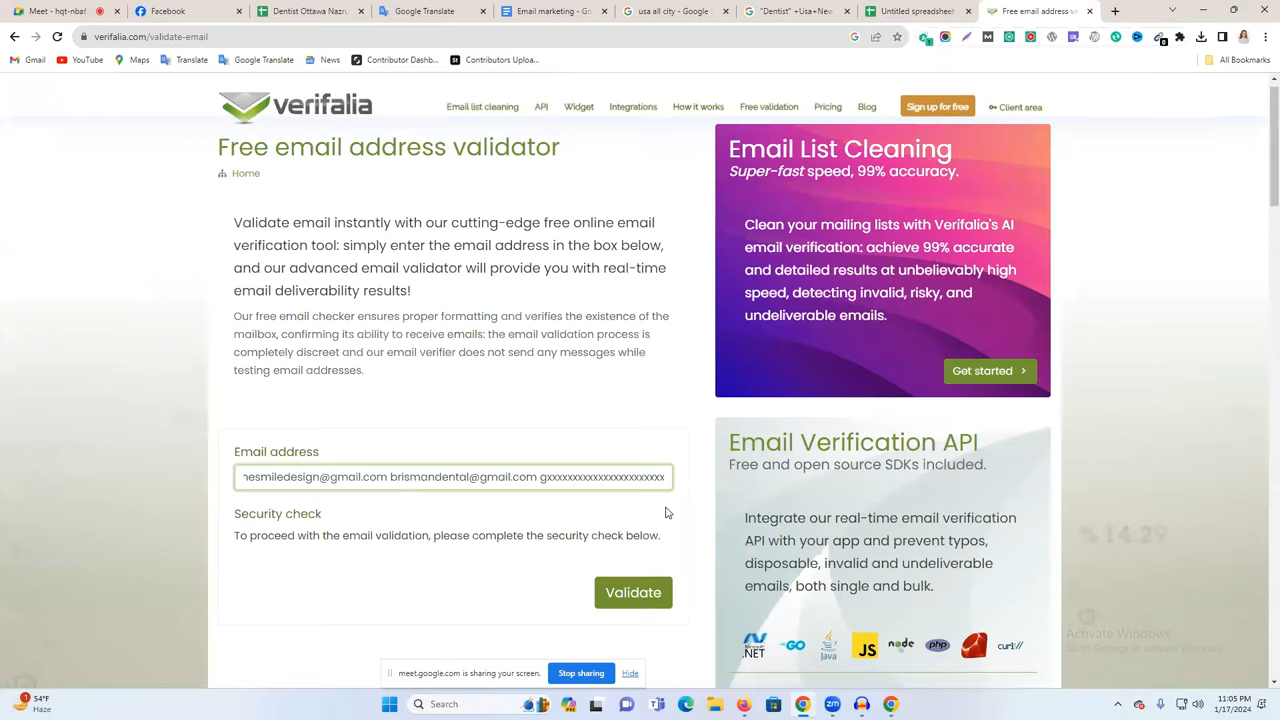 Meet - hqt-nbat
Facebook
Dentist Ottawa Nazr
Google Translate
Email marketing - G
usa all city - Google
"Dentist" +Usa+New
Untitled spreadsheet
Free email address va
verifalia.com/validate-email
Gmail
YouTube
Maps
Translate
Google Translate
News
Contributor Dashb...
Contributor Uploa...
All Bookmarks
verifalia
Email list cleaning
API
Widget
Integrations
How it works
Free validation
Pricing
Blog
Sign up for free
Client area
Free email address validator
Home
Validate email instantly with our cutting-edge free online email
verification tool: simply enter the email address in the box below,
and our advanced email validator will provide you with real-time
email deliverability results!
Our free email checker ensures proper formatting and verifies the existence of the
mailbox, confirming its ability to receive emails: the email validation process is
completely discreet and our email verifier does not send any messages while
testing email addresses.
Email address
nesmiledesign@gmail.com brismandental@gmail.com gxxxxxxxxxxxxxxxxxxxxxxx
Security check
To proceed with the email validation, please complete the security check below.
Validate
Email List Cleaning
Super-fast speed, 99% accuracy.
Clean your mailing lists with Verifalia's AI
email verification: achieve 99% accurate
and detailed results at unbelievably high
speed, detecting invalid, risky, and
undeliverable emails.
Get started
Email Verification API
Free and open source SDKs included.
Integrate our real-time email verification
API with your app and prevent typos,
disposable, invalid and undeliverable
emails, both single and bulk.
.NET
GO
Java
JS
node
php
curl://
% 14.29
Activate Windows
Go to Settings to activate Windows.
meet.google.com is sharing your screen.
Stop sharing
Hide
54°F
Haze
Search
11:05 PM
1/17/2024